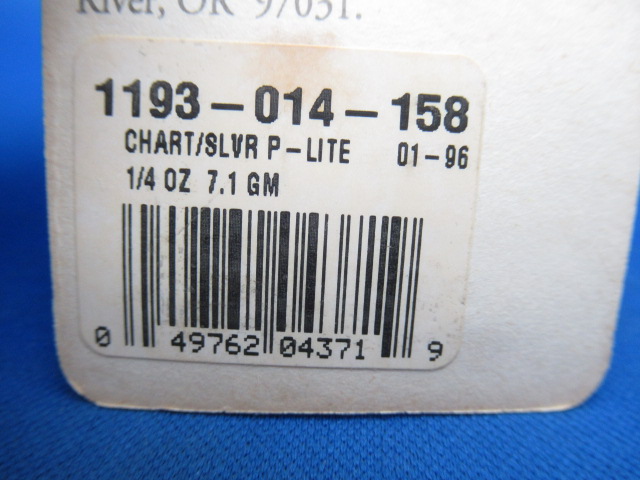 River, OR 97031.
1193-014-158
CHART/SLVR P-LITE 01-96
1/4 OZ 7.1 GM
0 49762 04371 9